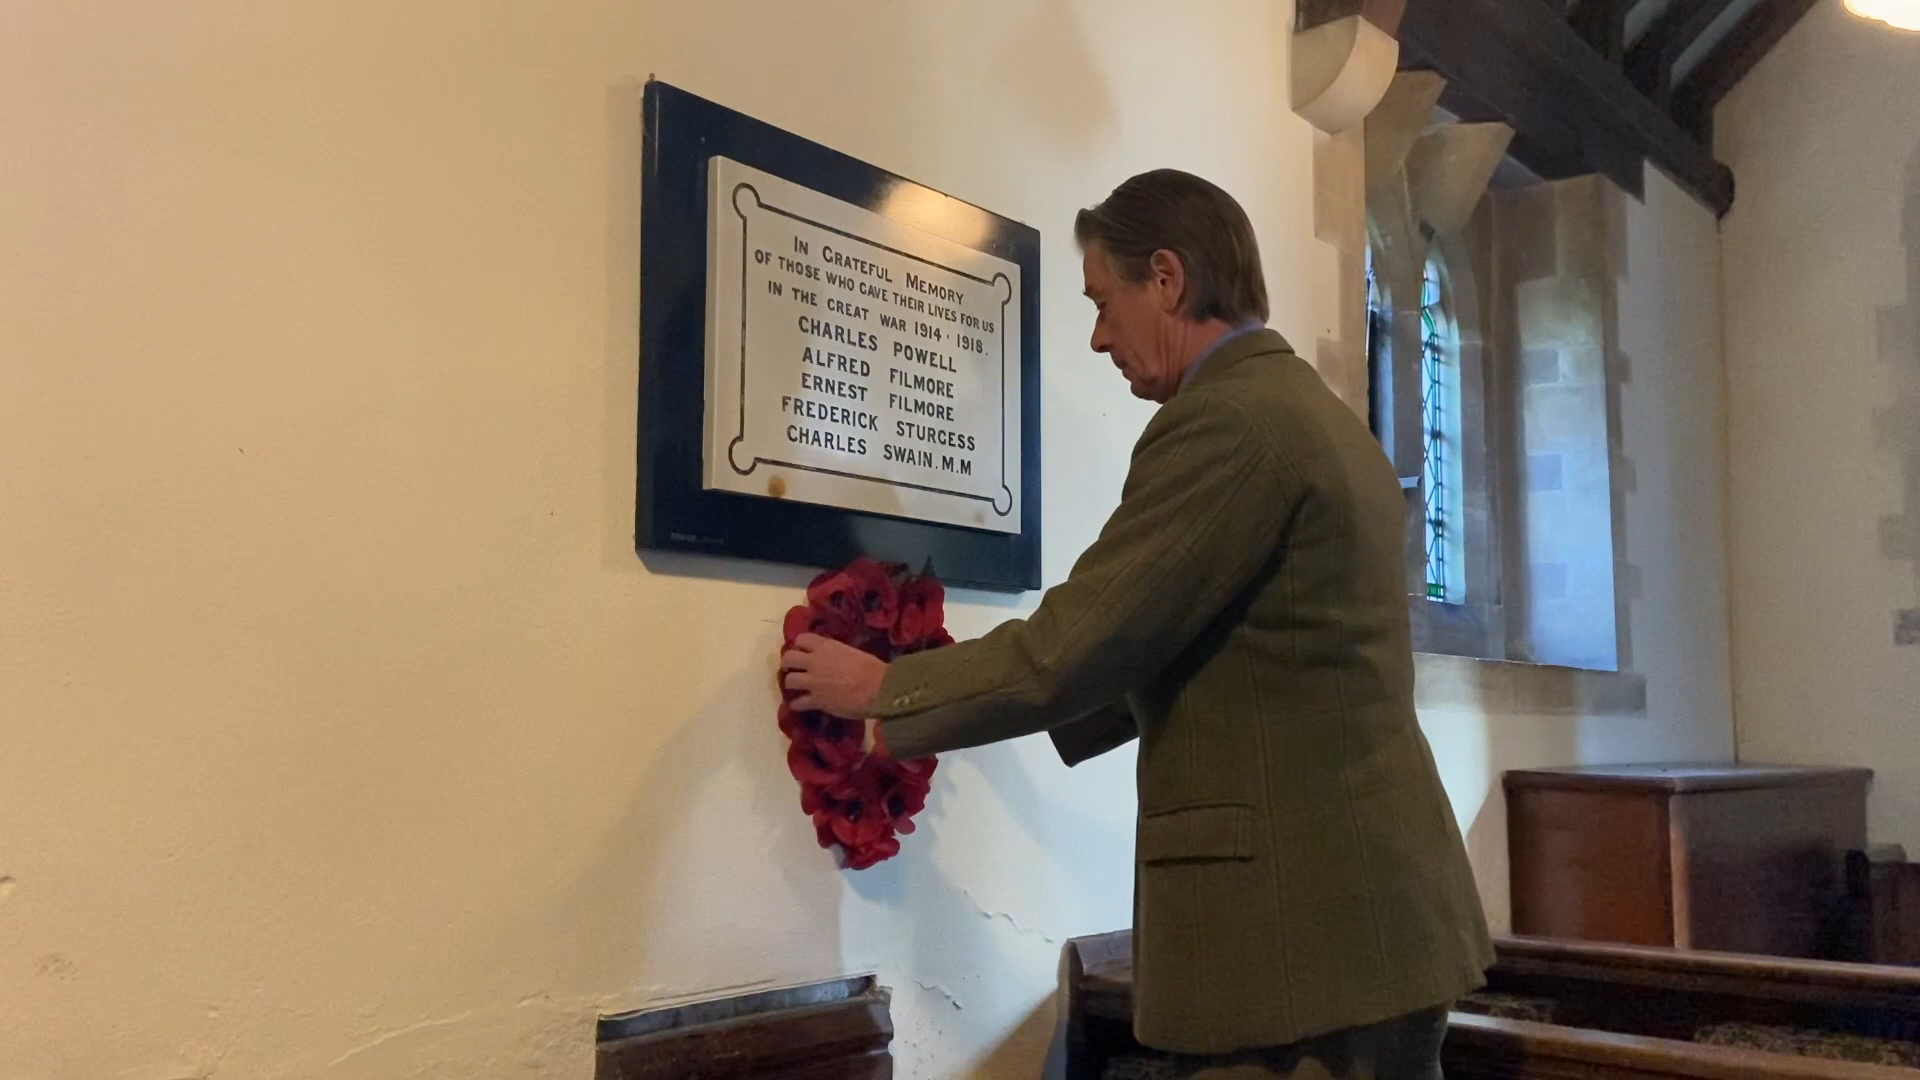 IN GRATEFUL MEMORY
OF THOSE WHO GAVE THEIR LIVES FOR US
IN THE GREAT WAR 1914 · 1918.
CHARLES POWELL
ALFRED FILMORE
ERNEST FILMORE
FREDERICK STURGESS
CHARLES SWAIN. M.M